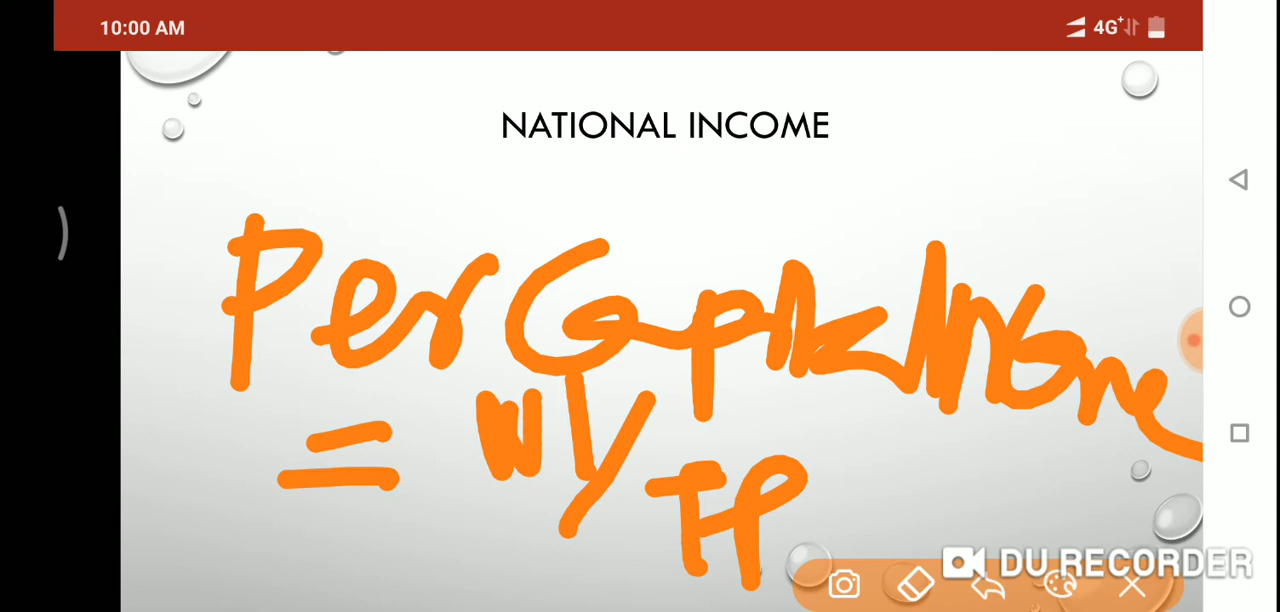 10:00 AM
4G+
NATIONAL INCOME
Per Capita Income
= NY/TP
DU RECORDER